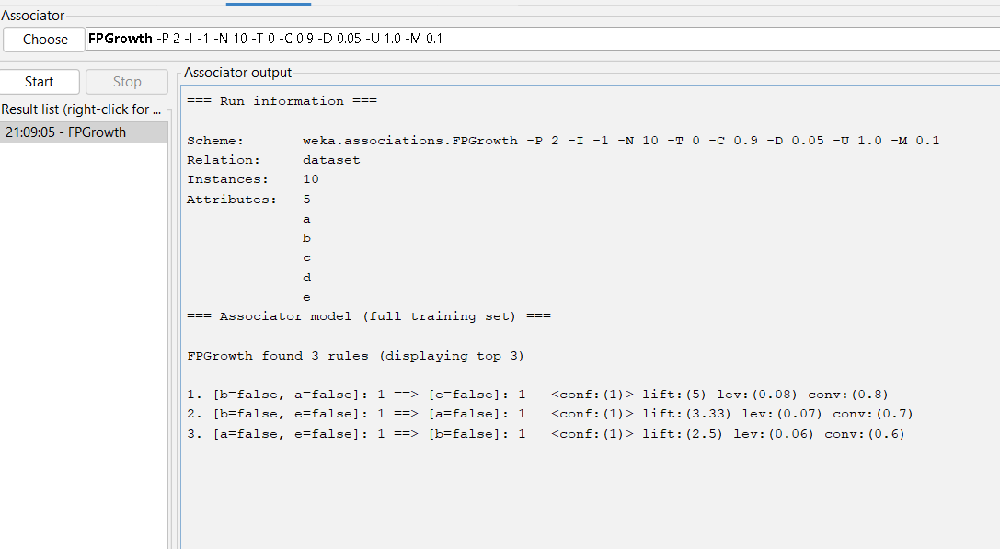 Associator
Choose FPGrowth -P 2 -I -1 -N 10 -T 0 -C 0.9 -D 0.05 -U 1.0 -M 0.1
Start Stop
Result list (right-click for ...
21:09:05 - FPGrowth
Associator output
=== Run information ===
Scheme: weka.associations.FPGrowth -P 2 -I -1 -N 10 -T 0 -C 0.9 -D 0.05 -U 1.0 -M 0.1
Relation: dataset
Instances: 10
Attributes: 5
a
b
c
d
e
=== Associator model (full training set) ===
FPGrowth found 3 rules (displaying top 3)
1. [b=false, a=false]: 1 ==> [e=false]: 1 <conf:(1)> lift:(5) lev:(0.08) conv:(0.8)
2. [b=false, e=false]: 1 ==> [a=false]: 1 <conf:(1)> lift:(3.33) lev:(0.07) conv:(0.7)
3. [a=false, e=false]: 1 ==> [b=false]: 1 <conf:(1)> lift:(2.5) lev:(0.06) conv:(0.6)